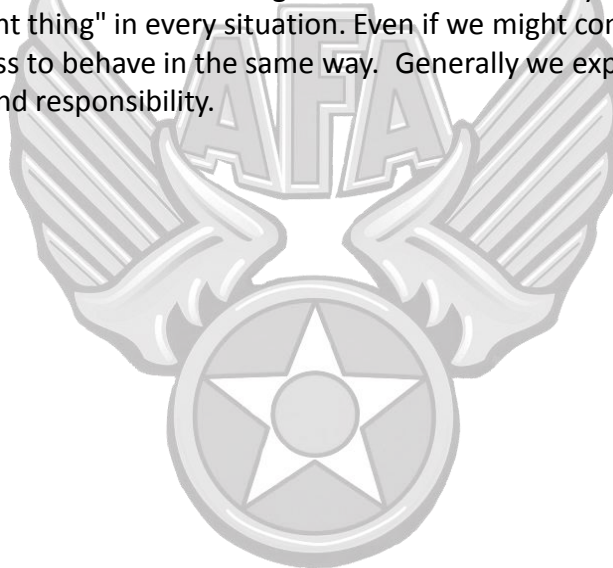 nt thing" in every situation. Even if we might con
ss to behave in the same way.  Generally we exp
nd responsibility.
AFA